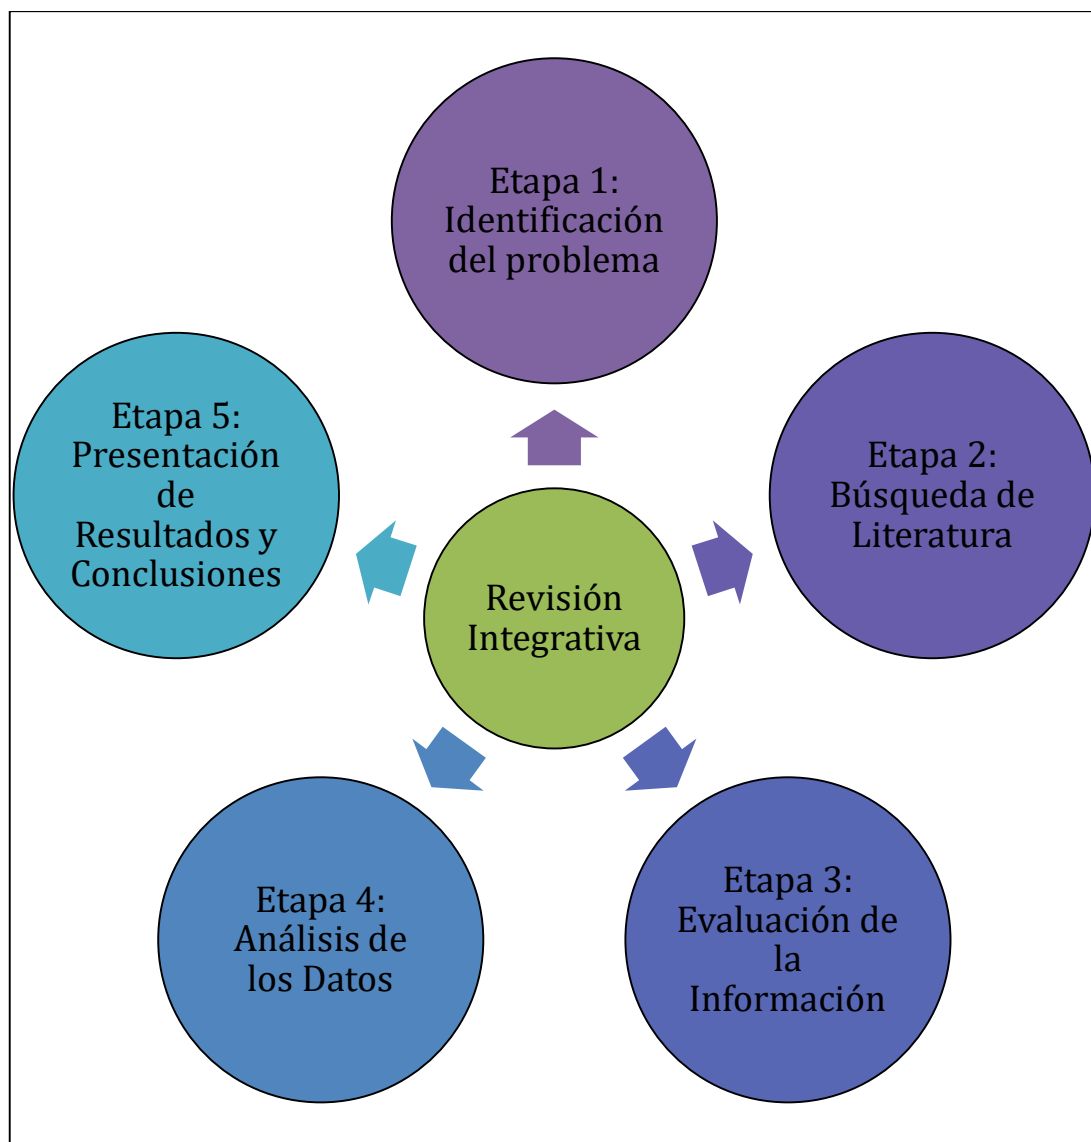 Etapa 1:
Identificación
del problema
Etapa 2:
Búsqueda de
Literatura
Etapa 3:
Evaluación de
la
Información
Etapa 4:
Análisis de
los Datos
Etapa 5:
Presentación
de
Resultados y
Conclusiones
Revisión
Integrativa